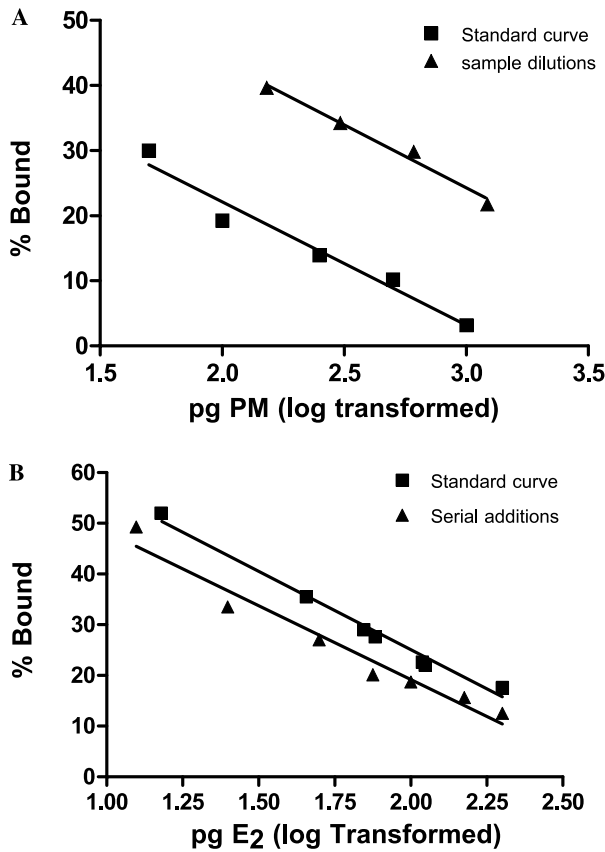 A
Standard curve
sample dilutions
% Bound
50
40
30
20
10
0
1.5 2.0 2.5 3.0 3.5
pg PM (log transformed)
B
Standard curve
Serial additions
% Bound
60
50
40
30
20
10
0
1.00 1.25 1.50 1.75 2.00 2.25 2.50
pg E₂ (log Transformed)